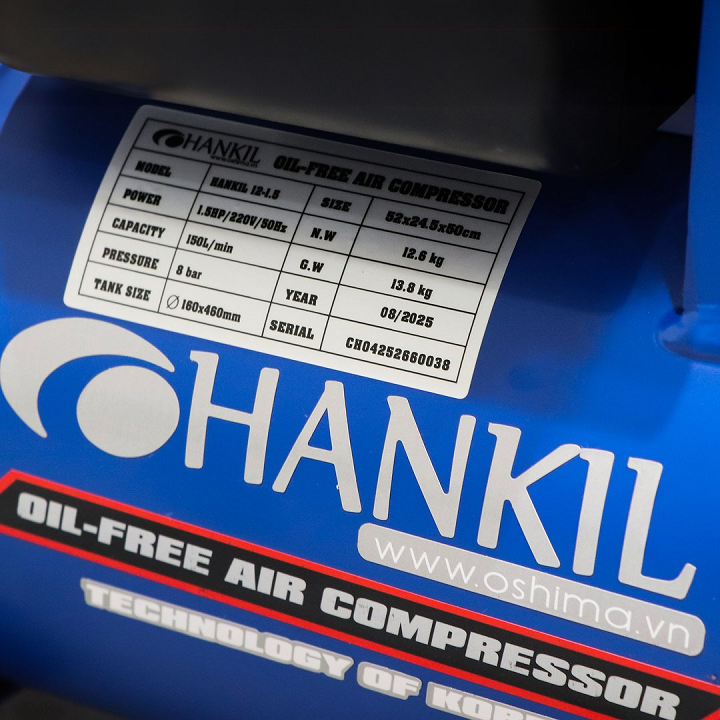 HANKIL OIL-FREE AIR COMPRESSOR
MODEL HANKIL 12-1.5 SIZE 52x24.5x50cm
POWER 1.5HP/220V/50Hz N.W 12.6 kg
CAPACITY 150L/min G.W 13.8 kg
PRESSURE 8 bar YEAR 08/2025
TANK SIZE Ø 160x460mm SERIAL CH04252660038
HANKIL
www.oshima.vn
OIL-FREE AIR COMPRESSOR
TECHNOLOGY OF